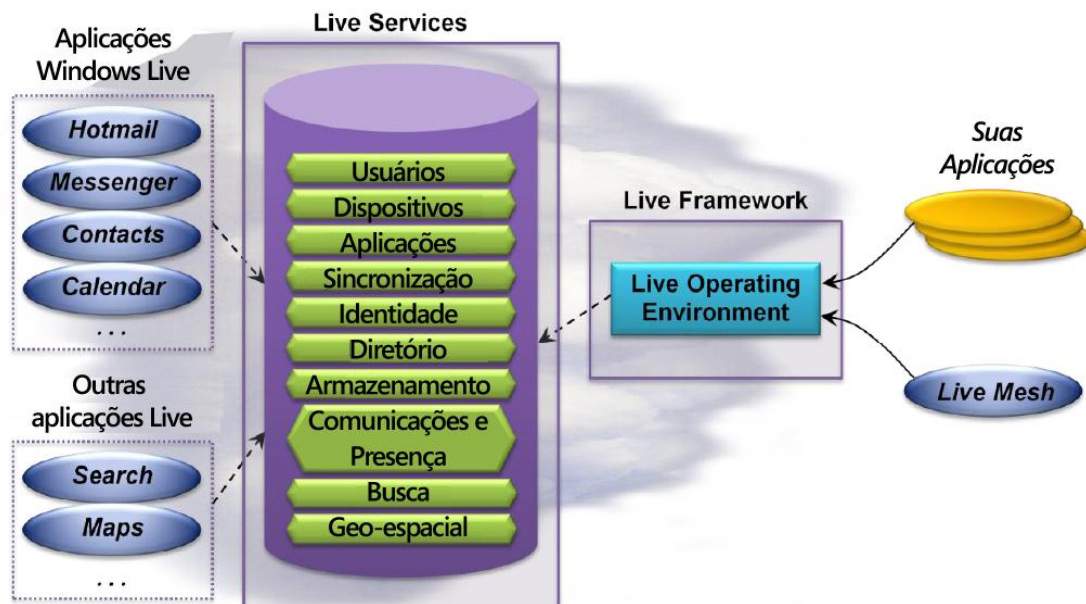 Aplicações
Windows Live
Hotmail
Messenger
Contacts
Calendar
...
Outras
aplicações Live
Search
Maps
...
Live Services
Usuários
Dispositivos
Aplicações
Sincronização
Identidade
Diretório
Armazenamento
Comunicações e
Presença
Busca
Geo-espacial
Live Framework
Live Operating
Environment
Suas
Aplicações
Live Mesh